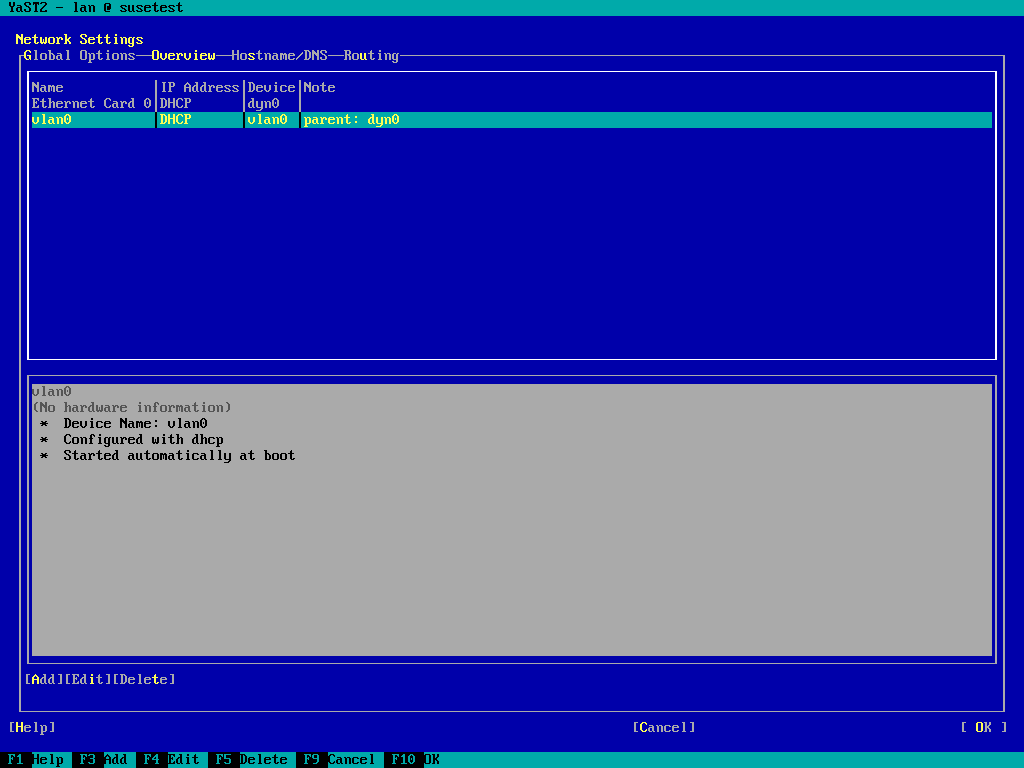 YaST2 - lan @ susetest
Network Settings
Global Options Overview Hostname/DNS Routing
Name IP Address Device Note
Ethernet Card 0 DHCP dyn0
vlan0 DHCP vlan0 parent: dyn0
vlan0
(No hardware information)
* Device Name: vlan0
* Configured with dhcp
* Started automatically at boot
[Add][Edit][Delete]
[Help] [Cancel] [ OK ]
F1 Help F3 Add F4 Edit F5 Delete F9 Cancel F10 OK